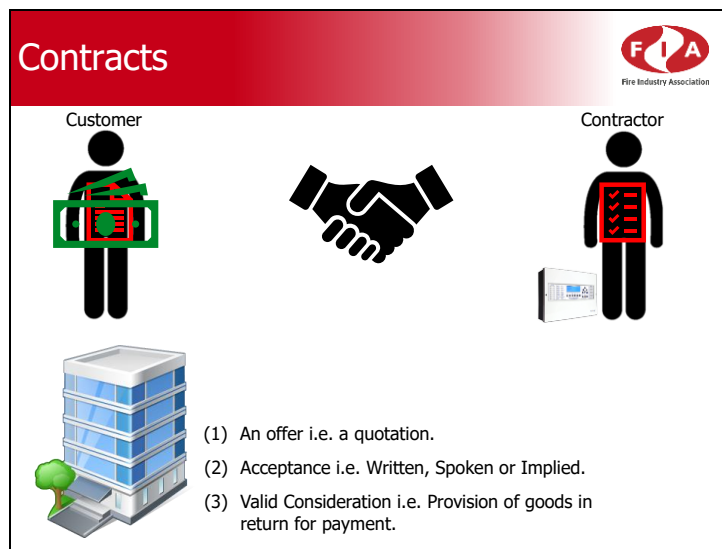 Contracts
F I A
Fire Industry Association
Customer
Contractor
(1) An offer i.e. a quotation.
(2) Acceptance i.e. Written, Spoken or Implied.
(3) Valid Consideration i.e. Provision of goods in
return for payment.